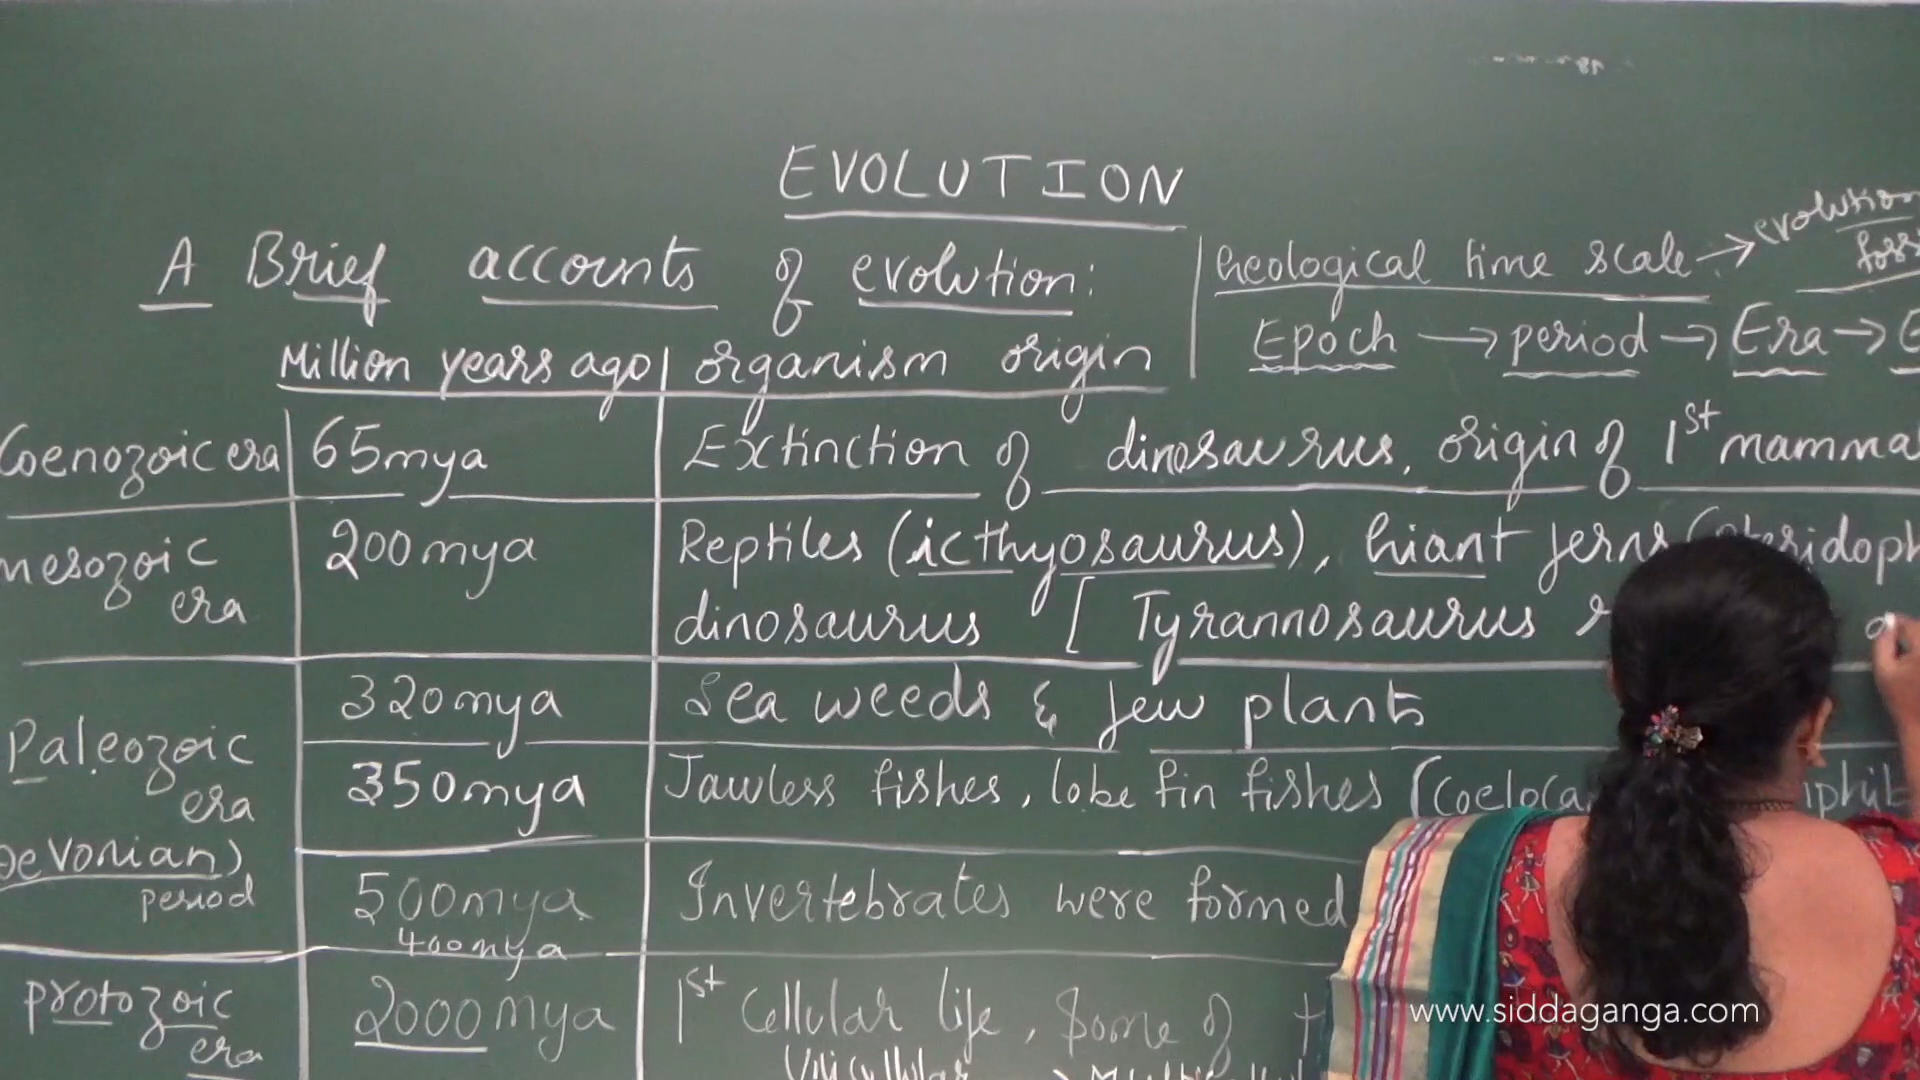 EVOLUTION
A Brief accounts of evolution:
Geological time scale → evolution
Epoch → period → Era →
Million years ago organism origin
Coenozoic era 65mya Extinction of dinosaurus, origin of 1st mamma
mesozoic era 200mya Reptiles (icthyosaurus), Giant ferns
dinosaurus [ Tyrannosaurus
Paleozoic era
Devonian) period
320mya Sea weeds & few plants
350mya Jawless fishes, lobe fin fishes (coeloca
500mya Invertebrates were formed
400mya
protozoic era 2000mya 1st Cellular life, Some of
www.siddaganga.com